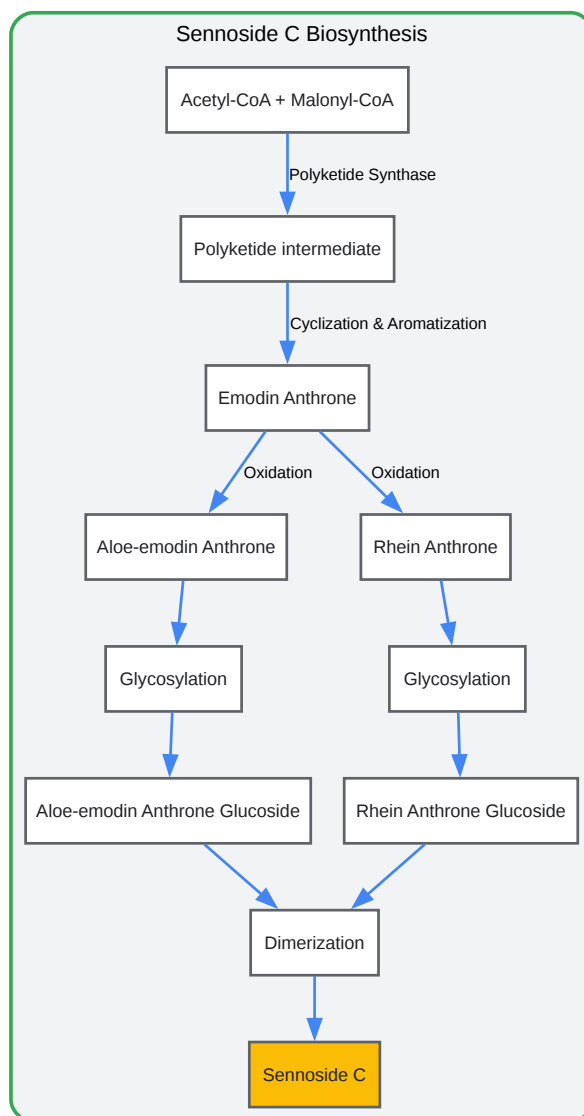 Sennoside C Biosynthesis
Acetyl-CoA + Malonyl-CoA
Polyketide Synthase
Polyketide intermediate
Cyclization & Aromatization
Emodin Anthrone
Oxidation
Oxidation
Aloe-emodin Anthrone
Rhein Anthrone
Glycosylation
Glycosylation
Aloe-emodin Anthrone Glucoside
Rhein Anthrone Glucoside
Dimerization
Sennoside C